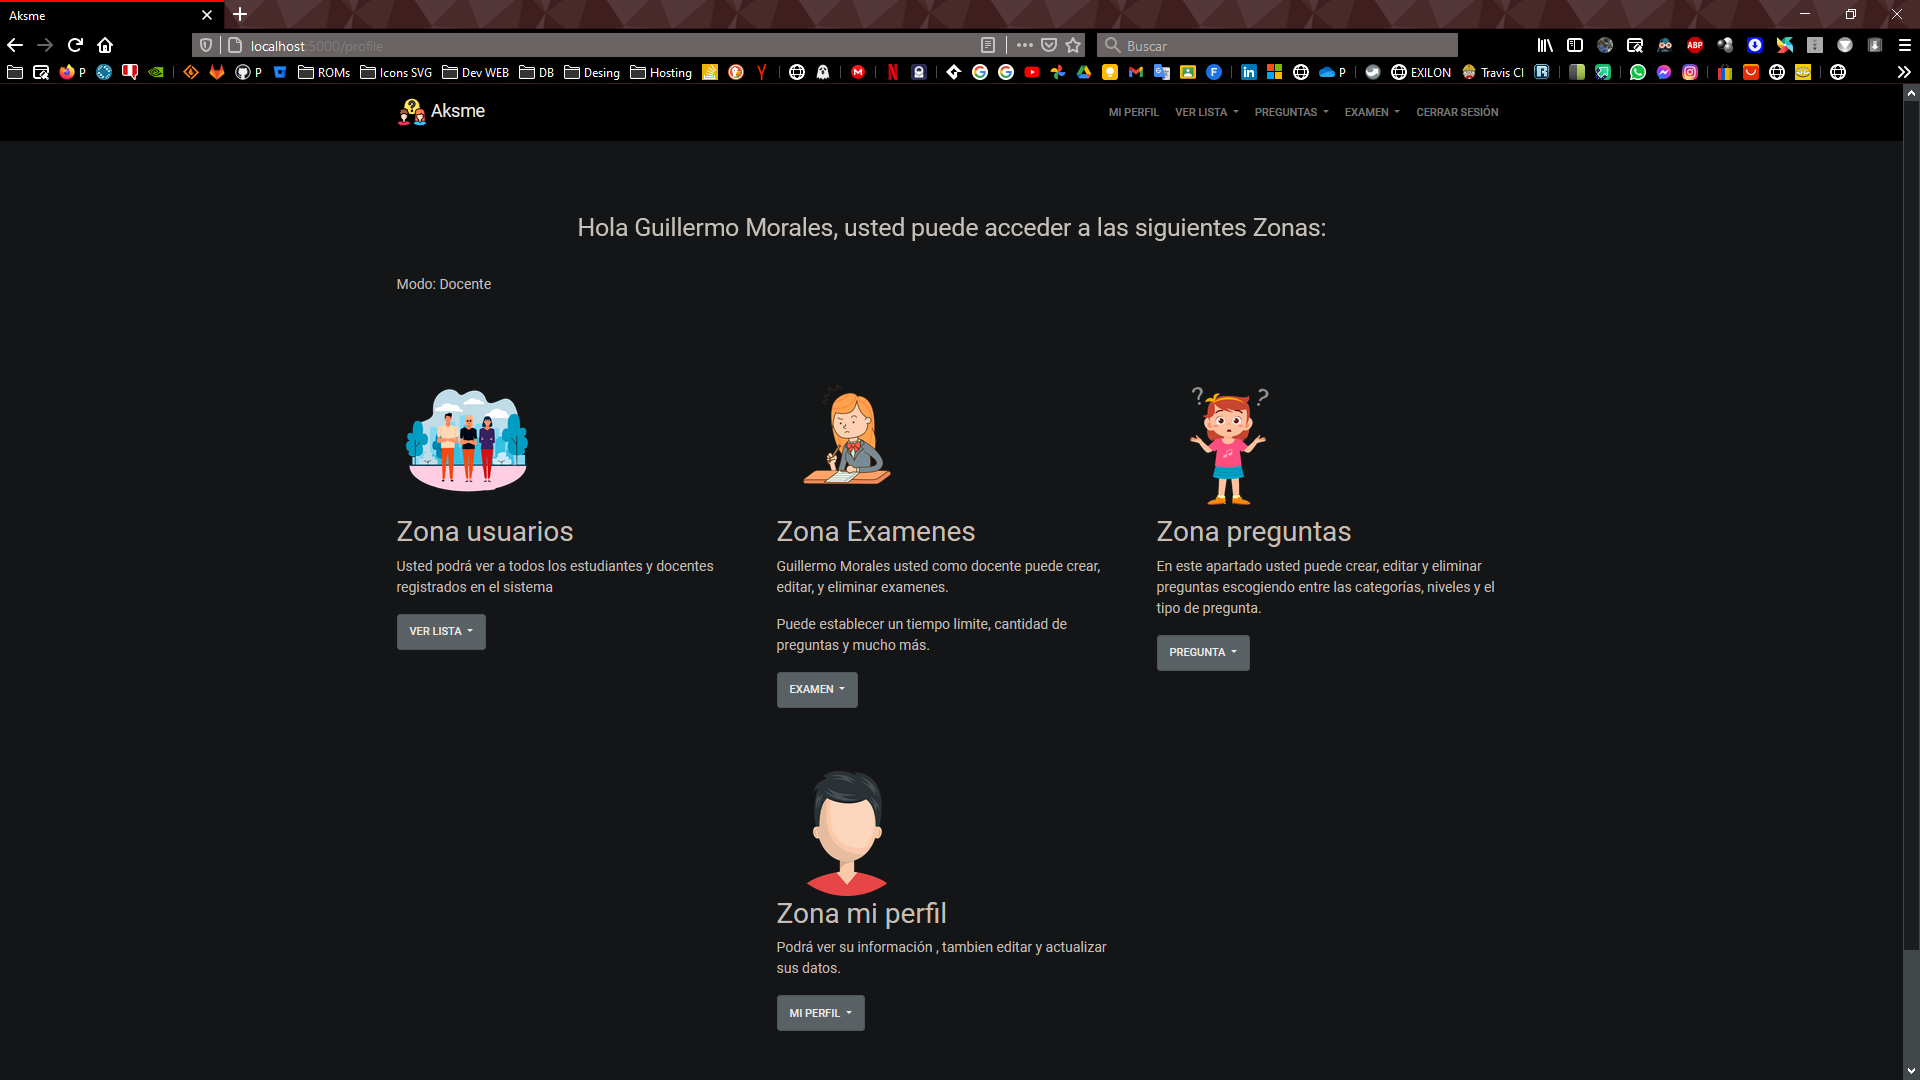 Aksme
localhost:5000/profile
Buscar
ABP
P
P
ROMs
Icons SVG
Dev WEB
DB
Desing
Hosting
P
EXILON
Travis CI
Aksme
MI PERFIL
VER LISTA
PREGUNTAS
EXAMEN
CERRAR SESIÓN
Hola Guillermo Morales, usted puede acceder a las siguientes Zonas:
Modo: Docente
Zona usuarios
Usted podrá ver a todos los estudiantes y docentes
registrados en el sistema
VER LISTA
Zona Examenes
Guillermo Morales usted como docente puede crear,
editar, y eliminar examenes.
Puede establecer un tiempo limite, cantidad de
preguntas y mucho más.
EXAMEN
? ?
Zona preguntas
En este apartado usted puede crear, editar y eliminar
preguntas escogiendo entre las categorías, niveles y el
tipo de pregunta.
PREGUNTA
Zona mi perfil
Podrá ver su información , tambien editar y actualizar
sus datos.
MI PERFIL